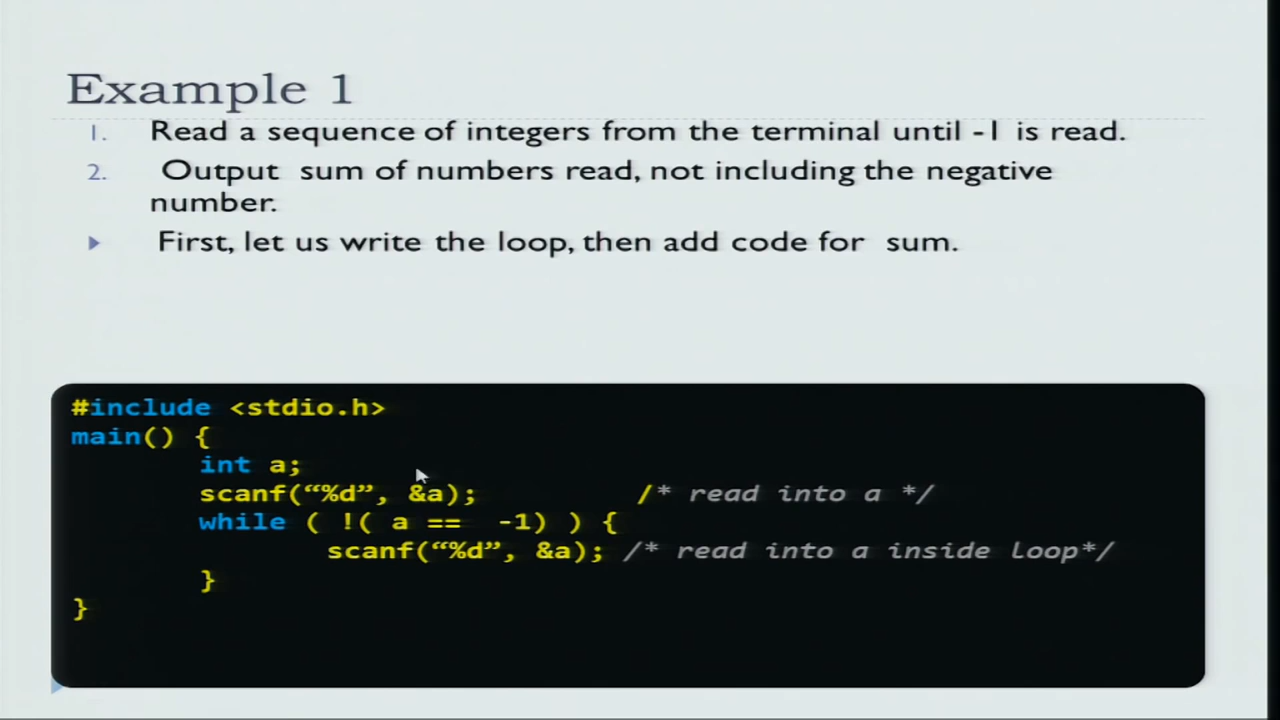 Example 1
1. Read a sequence of integers from the terminal until -1 is read.
2. Output sum of numbers read, not including the negative
number.
First, let us write the loop, then add code for sum.
#include <stdio.h>
main() {
int a;
scanf(“%d”, &a); /* read into a */
while ( !( a == -1) ) {
scanf(“%d”, &a); /* read into a inside loop*/
}
}